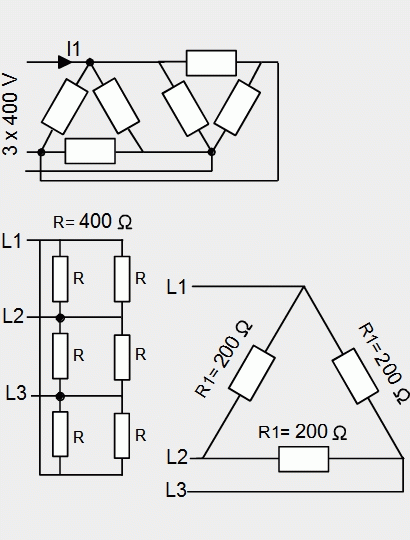 I1
3 x 400 V
R= 400 Ω
L1
R
R
L2
R
R
L3
R
R
L1
R1= 200 Ω
R1= 200 Ω
R1= 200 Ω
L2
L3